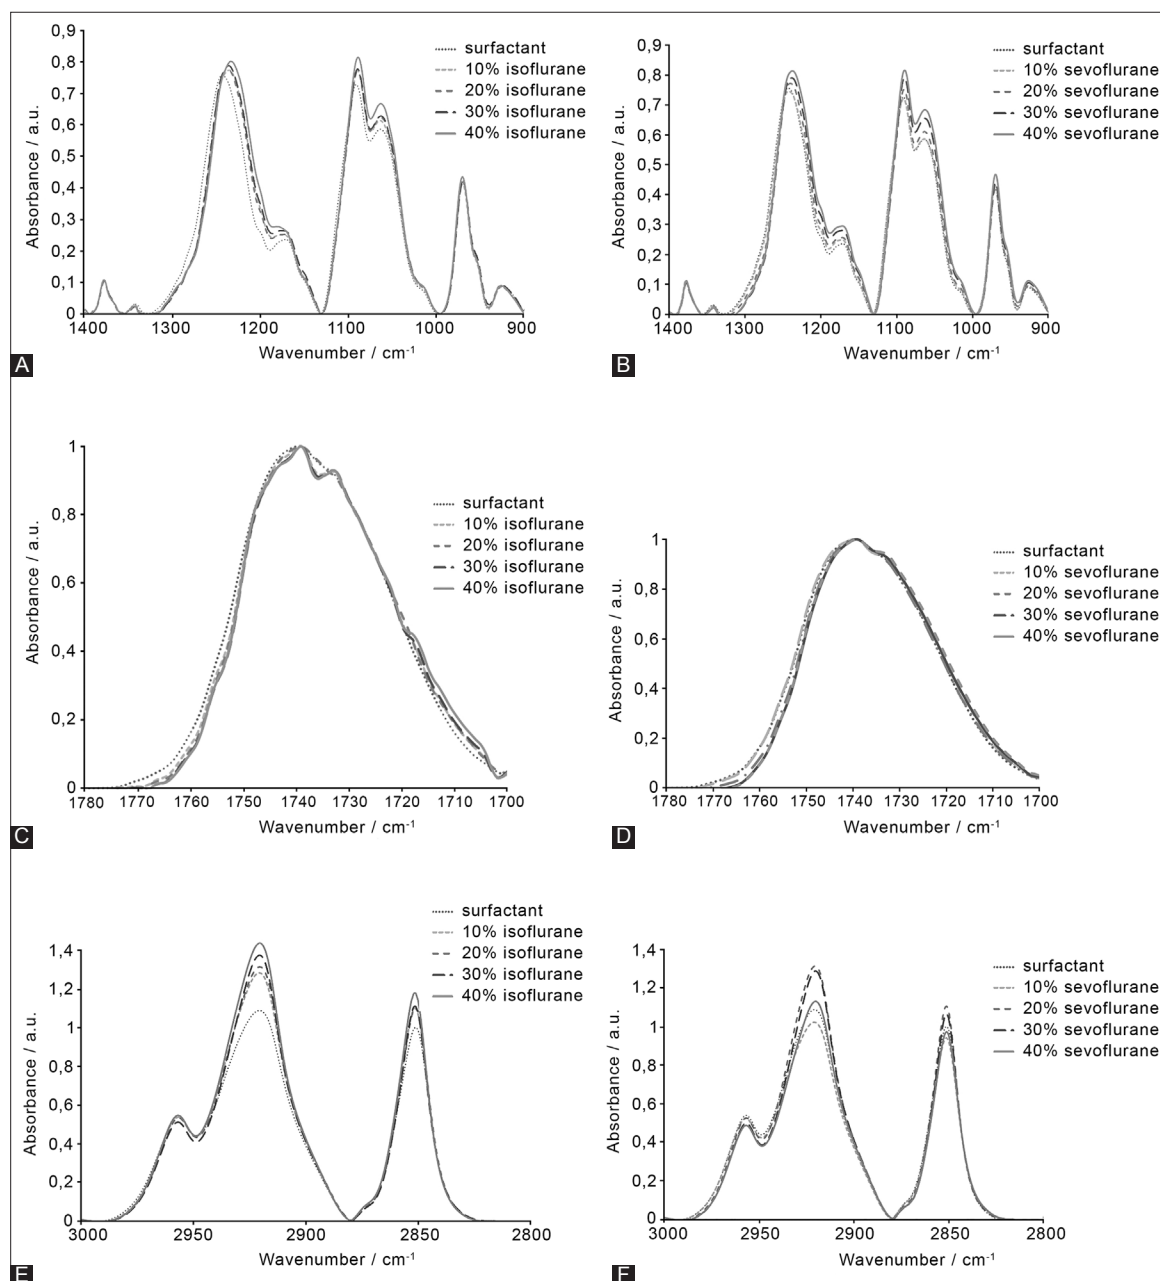 0,9
0,8
0,7
0,6
0,5
0,4
0,3
0,2
0,1
0
Absorbance / a.u.
1400
1300
1200
1100
1000
900
Wavenumber / cm⁻¹
surfactant
10% isoflurane
20% isoflurane
30% isoflurane
40% isoflurane
A
0,9
0,8
0,7
0,6
0,5
0,4
0,3
0,2
0,1
0
Absorbance / a.u.
1400
1300
1200
1100
1000
900
Wavenumber / cm⁻¹
surfactant
10% sevoflurane
20% sevoflurane
30% sevoflurane
40% sevoflurane
B
1
0,8
0,6
0,4
0,2
0
Absorbance / a.u.
1780
1770
1760
1750
1740
1730
1720
1710
1700
Wavenumber / cm⁻¹
surfactant
10% isoflurane
20% isoflurane
30% isoflurane
40% isoflurane
C
1
0,8
0,6
0,4
0,2
0
Absorbance / a.u.
1780
1770
1760
1750
1740
1730
1720
1710
1700
Wavenumber / cm⁻¹
surfactant
10% sevoflurane
20% sevoflurane
30% sevoflurane
40% sevoflurane
D
1,4
1,2
1
0,8
0,6
0,4
0,2
0
Absorbance / a.u.
3000
2950
2900
2850
2800
Wavenumber / cm⁻¹
surfactant
10% isoflurane
20% isoflurane
30% isoflurane
40% isoflurane
E
1,4
1,2
1
0,8
0,6
0,4
0,2
0
Absorbance / a.u.
3000
2950
2900
2850
2800
Wavenumber / cm⁻¹
surfactant
10% sevoflurane
20% sevoflurane
30% sevoflurane
40% sevoflurane
F